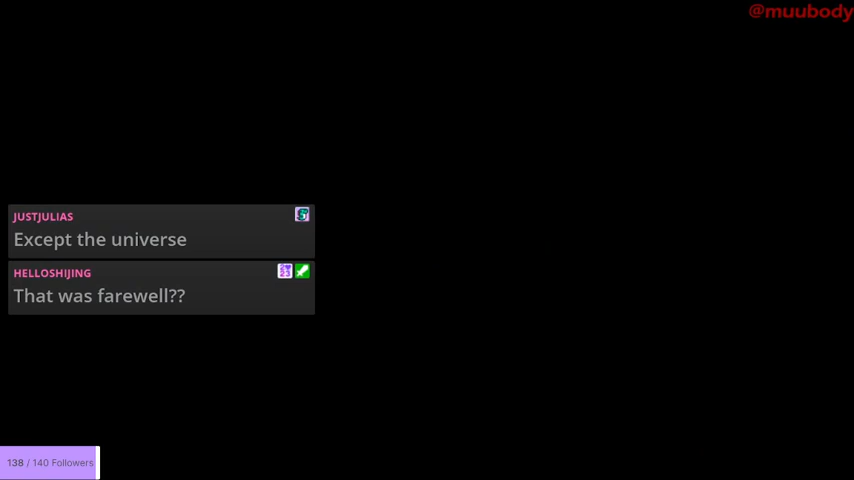 @muubody
JUSTJULIAS
Except the universe
HELLOSHIJING
That was farewell??
138 / 140 Followers